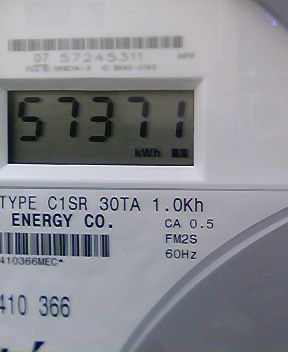 07 57245311
57371
kWh
TYPE C1SR 30TA 1.0Kh
ENERGY CO.
CA 0.5
FM2S
60Hz
410366MEC*
410 366